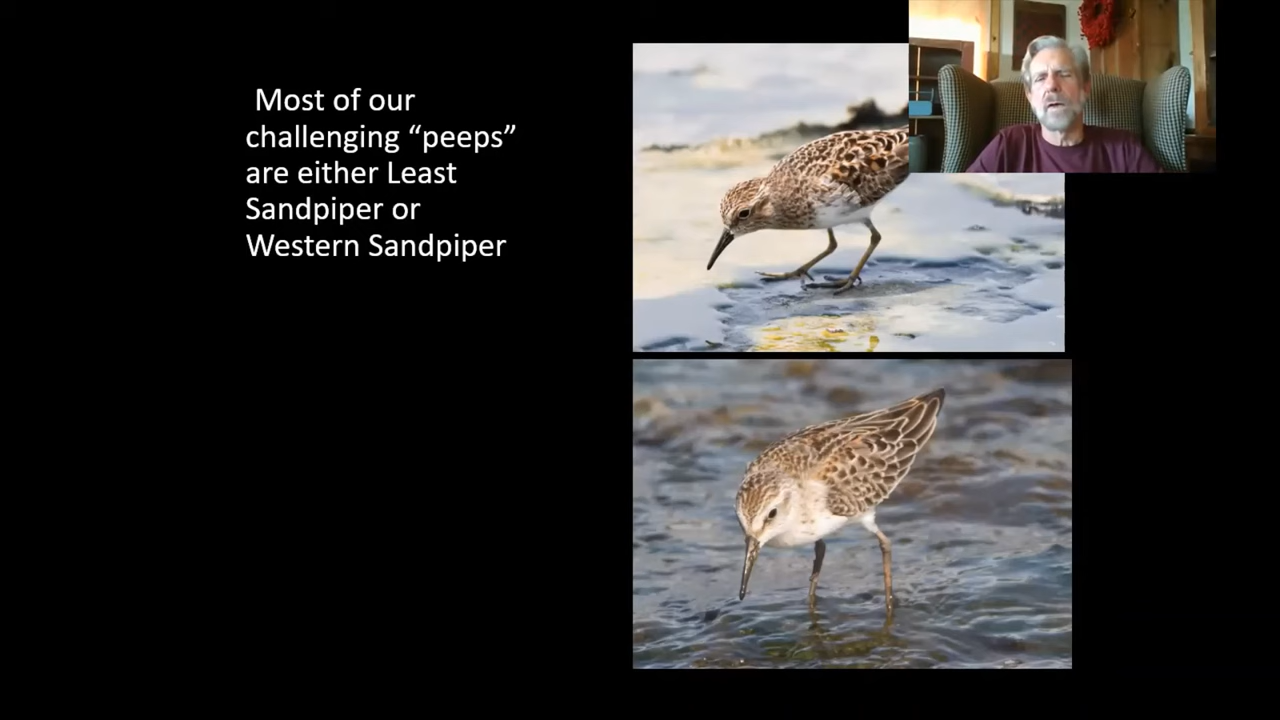 Most of our
challenging “peeps”
are either Least
Sandpiper or
Western Sandpiper